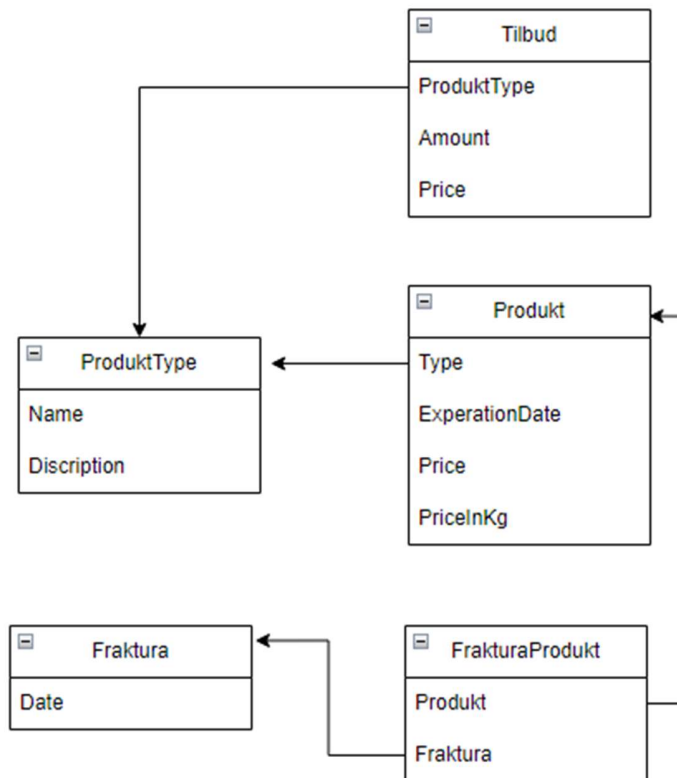 Tilbud
ProduktType
Amount
Price
Produkt
Type
ExperationDate
Price
PriceInKg
ProduktType
Name
Discription
Fraktura
Date
FrakturaProdukt
Produkt
Fraktura